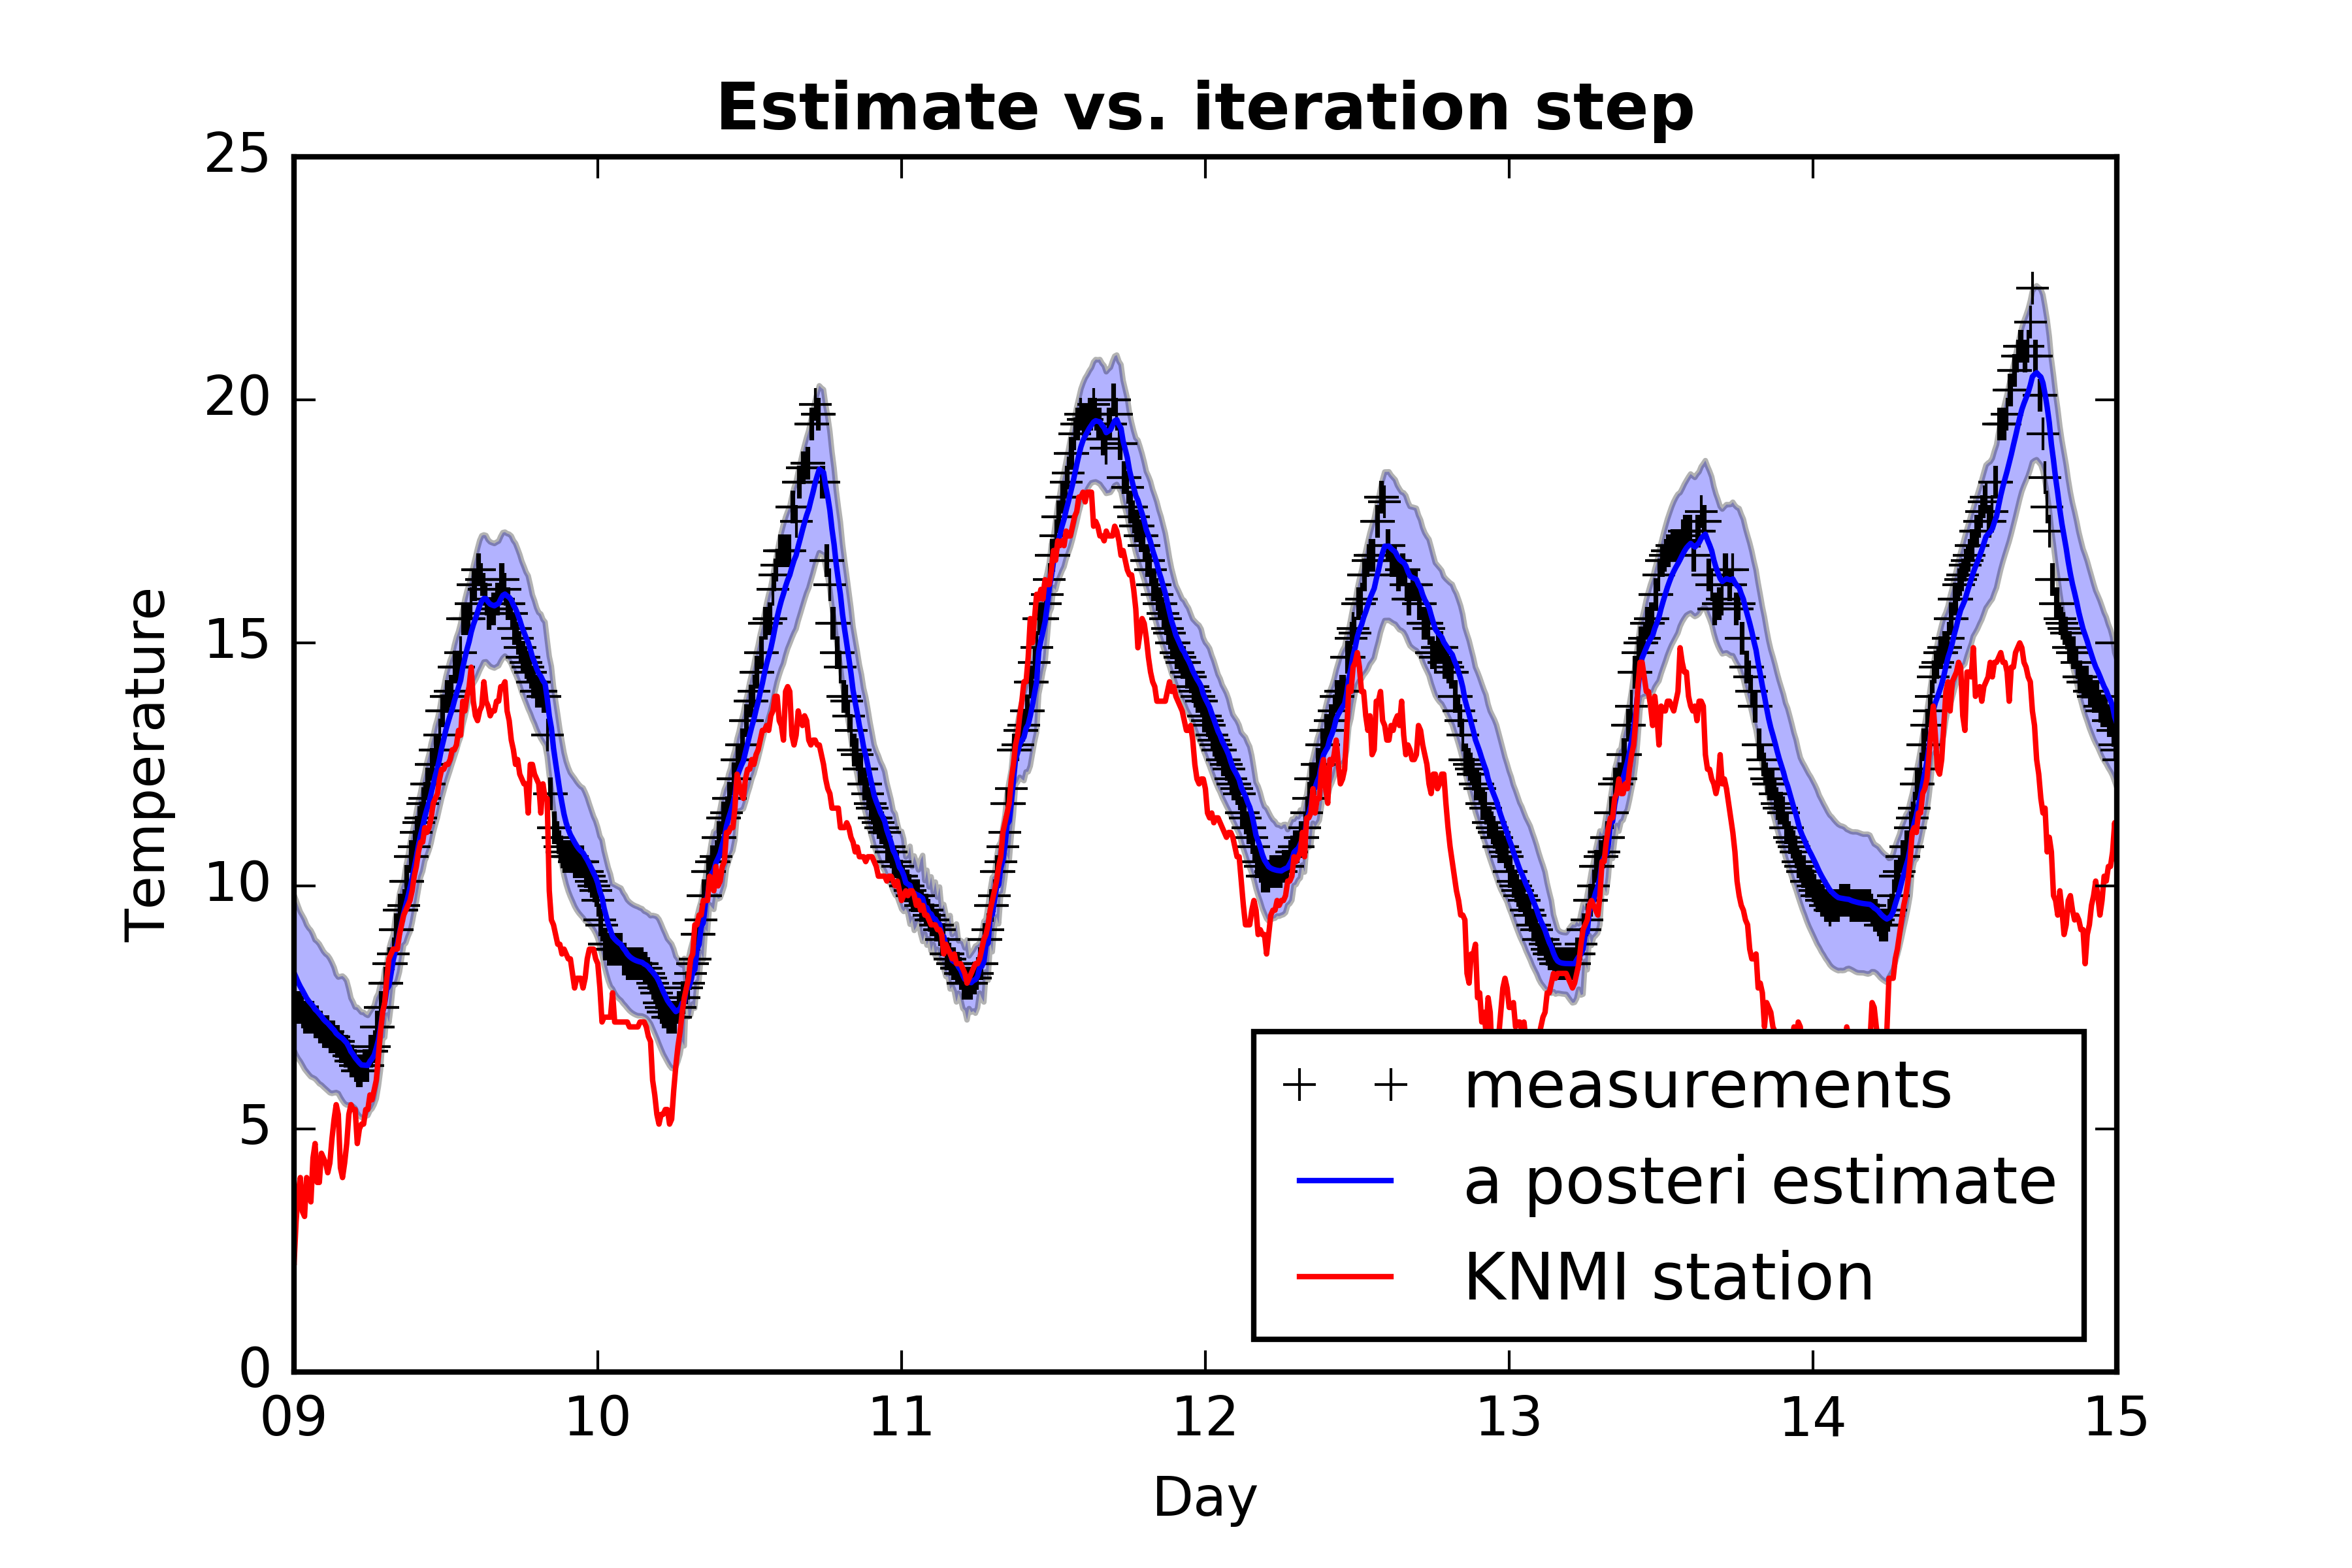 Estimate vs. iteration step
25
20
15
10
5
0
Temperature
measurements
a posteri estimate
KNMI station
09 10 11 12 13 14 15
Day